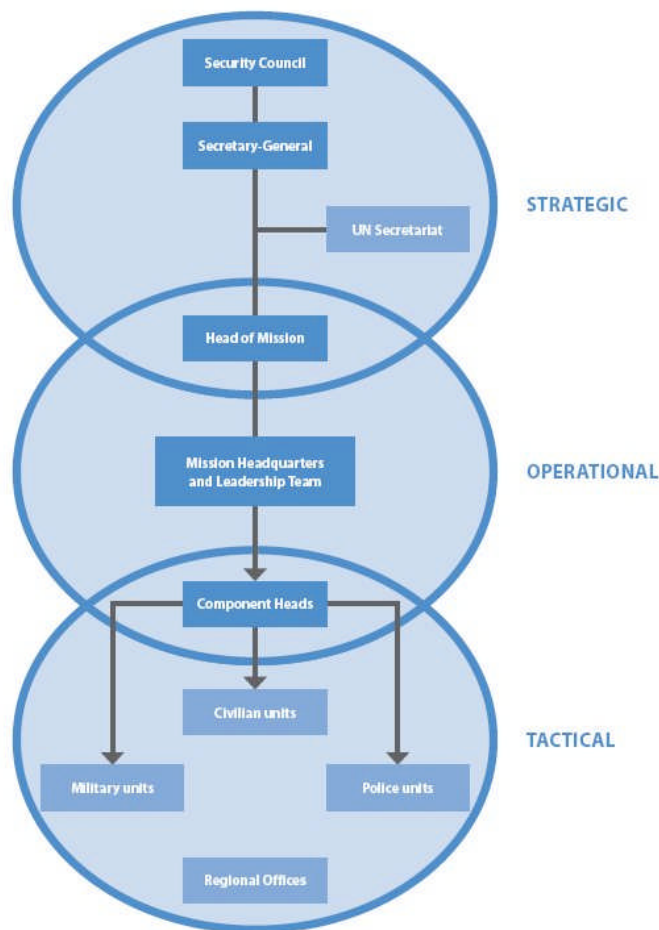 Security Council
Secretary-General
STRATEGIC
UN Secretariat
Head of Mission
Mission Headquarters
and Leadership Team
OPERATIONAL
Component Heads
Civilian units
TACTICAL
Military units
Police units
Regional Offices